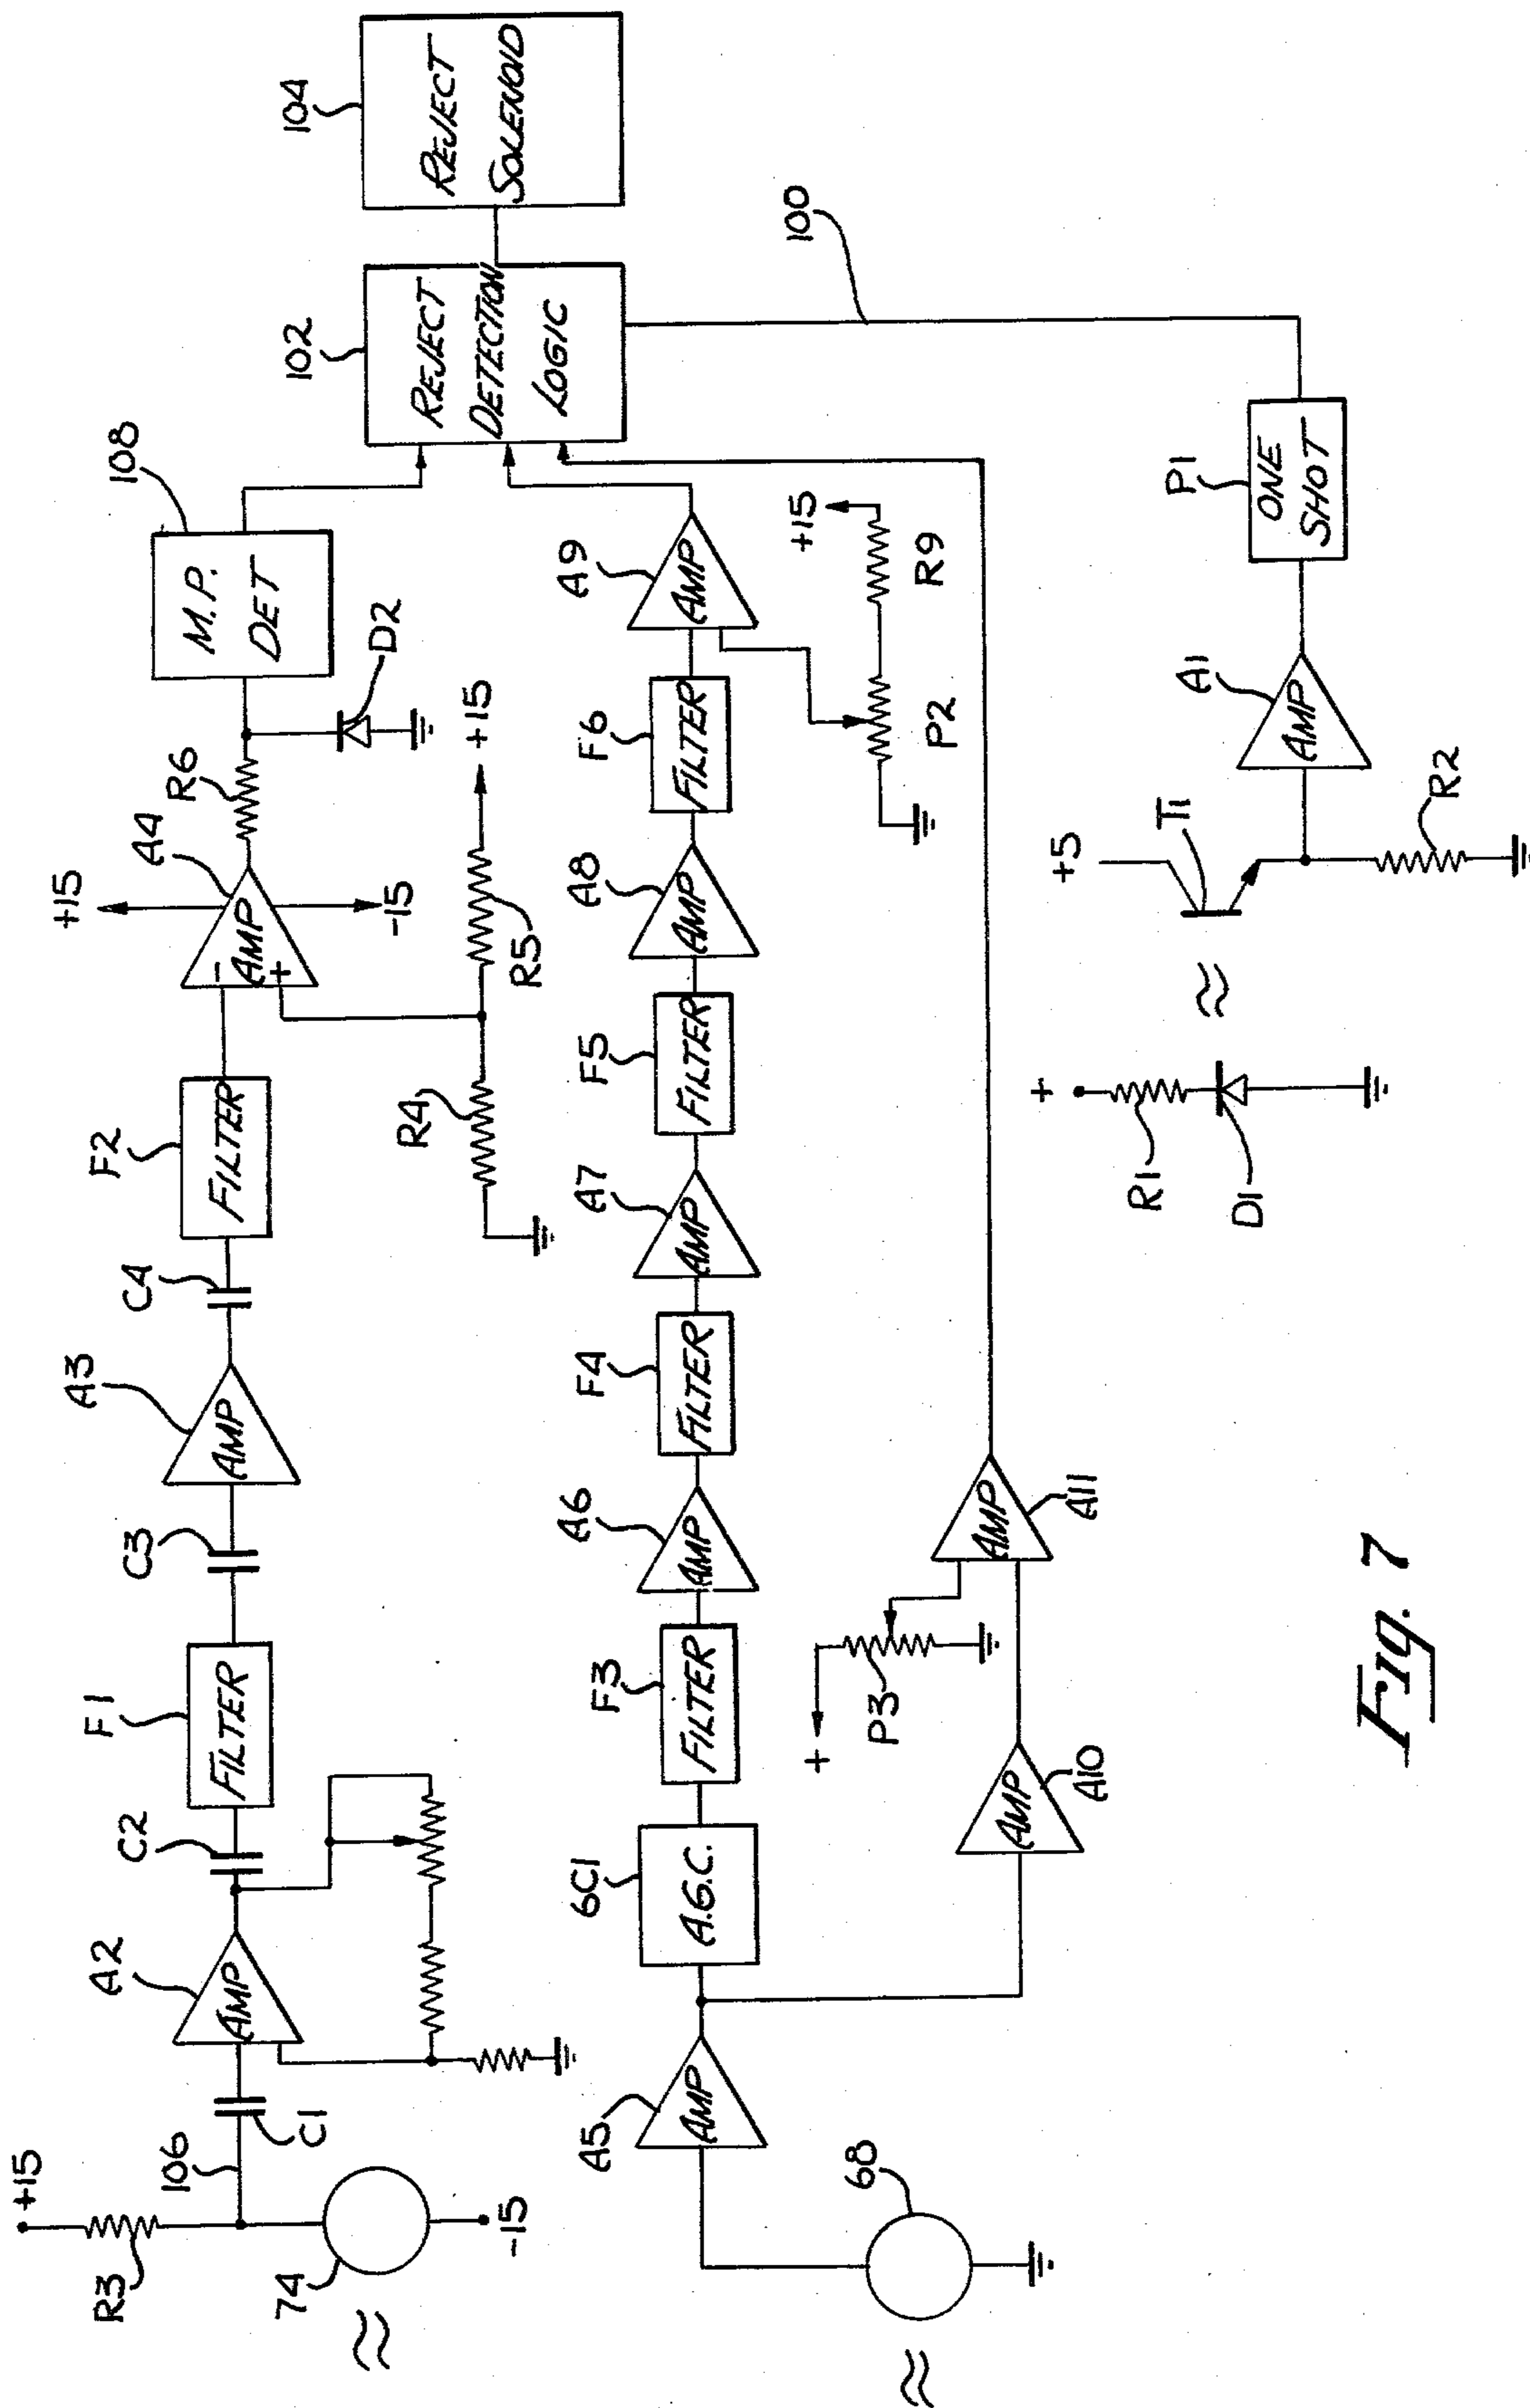 +15
R3
106
74
-15
C1
A2
AMP
C2
F1
FILTER
C3
A3
AMP
C4
F2
FILTER
+15
A4
-
AMP
+
-15
R6
R4
R5
+15
D2
108
M.P.
DET
102
REJECT
DETECTION
LOGIC
104
REJECT
SOLENOID
100
68
A5
AMP
6C1
A.G.C.
F3
FILTER
A6
AMP
F4
FILTER
A7
AMP
F5
FILTER
A8
AMP
F6
FILTER
A9
AMP
P2
R9
+15
+
P3
AMP
A10
AMP
A11
+
R1
D1
+5
T1
R2
A1
AMP
P1
ONE
SHOT
Fig. 7